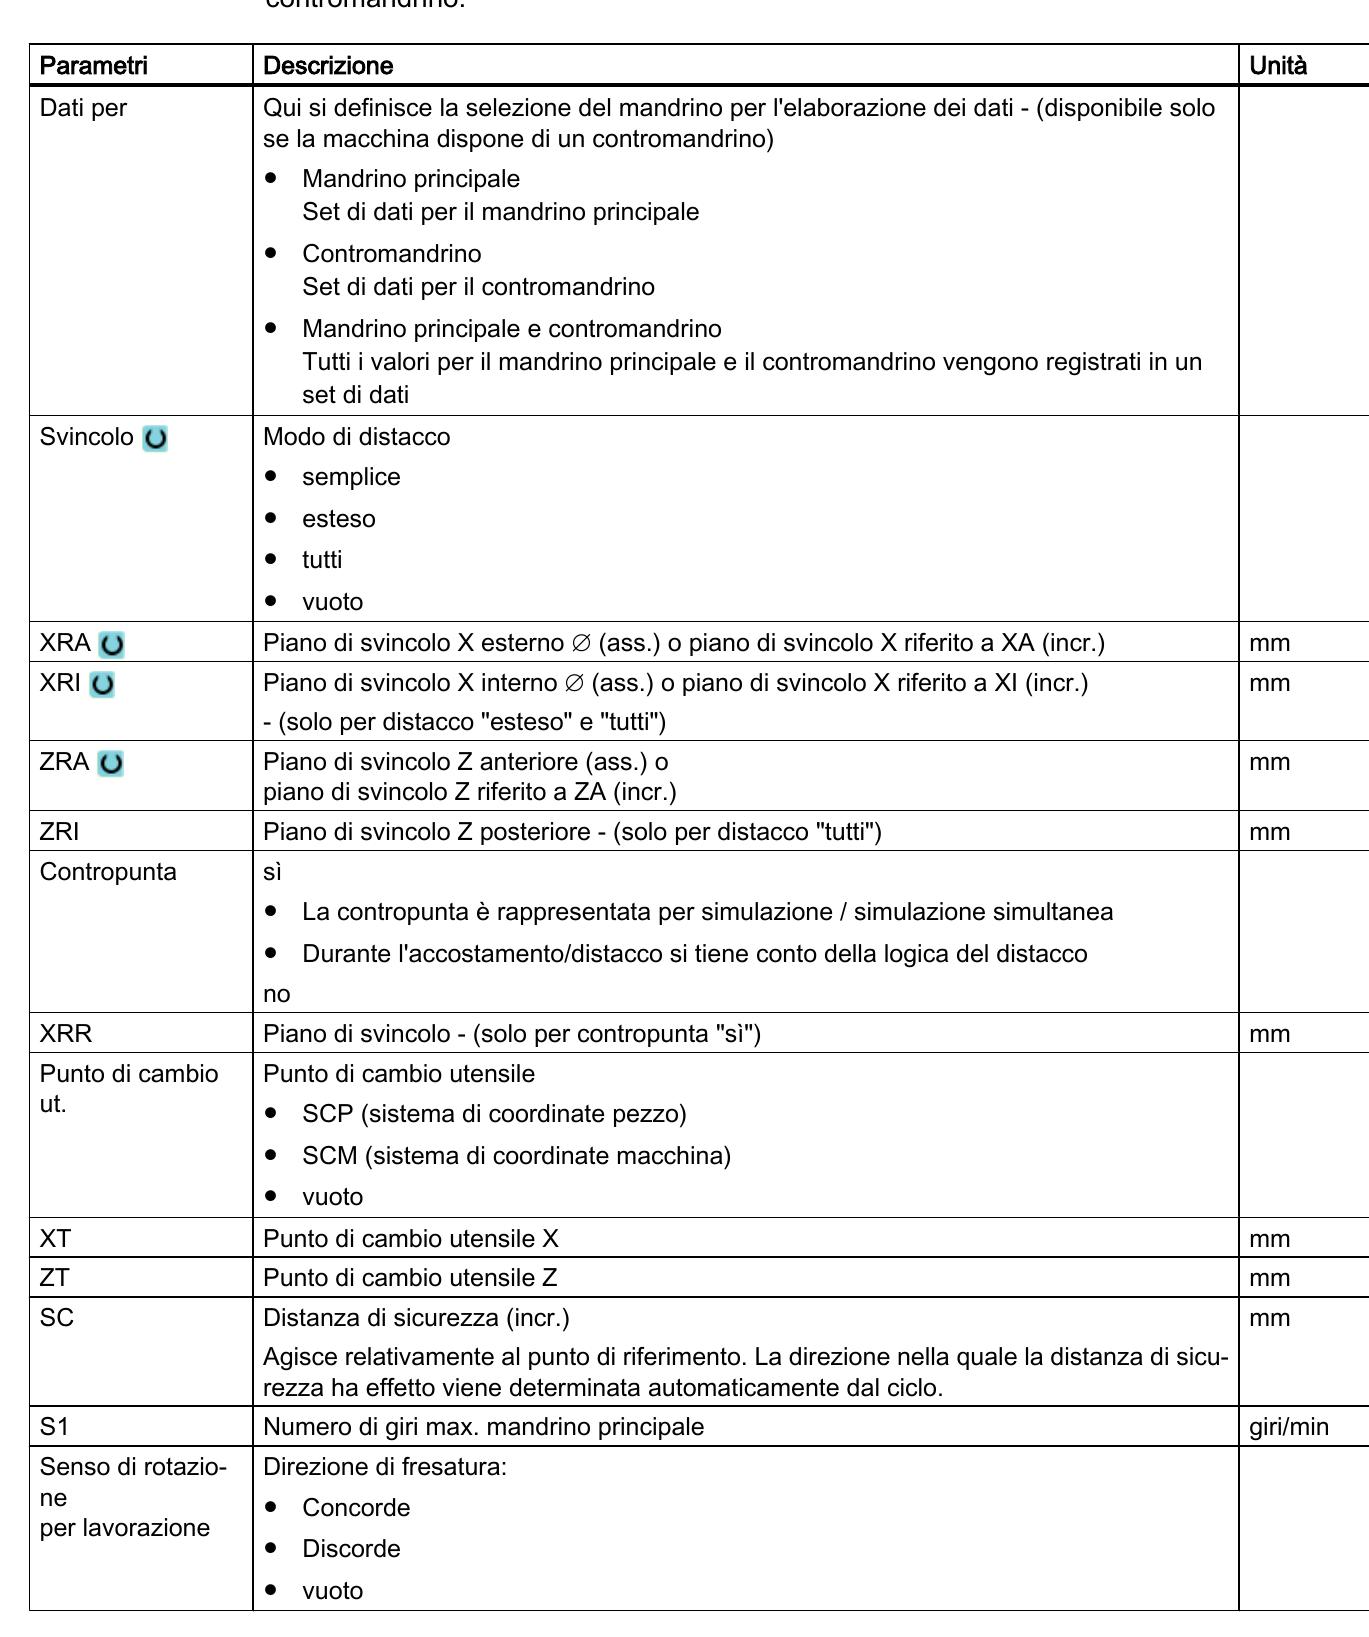 contromandrino.
Parametri Descrizione Unità
Dati per Qui si definisce la selezione del mandrino per l'elaborazione dei dati - (disponibile solo
se la macchina dispone di un contromandrino)
● Mandrino principale
Set di dati per il mandrino principale
● Contromandrino
Set di dati per il contromandrino
● Mandrino principale e contromandrino
Tutti i valori per il mandrino principale e il contromandrino vengono registrati in un
set di dati
Svincolo Modo di distacco
● semplice
● esteso
● tutti
● vuoto
XRA Piano di svincolo X esterno ∅ (ass.) o piano di svincolo X riferito a XA (incr.) mm
XRI Piano di svincolo X interno ∅ (ass.) o piano di svincolo X riferito a XI (incr.) mm
- (solo per distacco "esteso" e "tutti")
ZRA Piano di svincolo Z anteriore (ass.) o mm
piano di svincolo Z riferito a ZA (incr.)
ZRI Piano di svincolo Z posteriore - (solo per distacco "tutti") mm
Contropunta sì
● La contropunta è rappresentata per simulazione / simulazione simultanea
● Durante l'accostamento/distacco si tiene conto della logica del distacco
no
XRR Piano di svincolo - (solo per contropunta "sì") mm
Punto di cambio Punto di cambio utensile
ut.
● SCP (sistema di coordinate pezzo)
● SCM (sistema di coordinate macchina)
● vuoto
XT Punto di cambio utensile X mm
ZT Punto di cambio utensile Z mm
SC Distanza di sicurezza (incr.) mm
Agisce relativamente al punto di riferimento. La direzione nella quale la distanza di sicu-
rezza ha effetto viene determinata automaticamente dal ciclo.
S1 Numero di giri max. mandrino principale giri/min
Senso di rotazio- Direzione di fresatura:
ne
per lavorazione
● Concorde
● Discorde
● vuoto